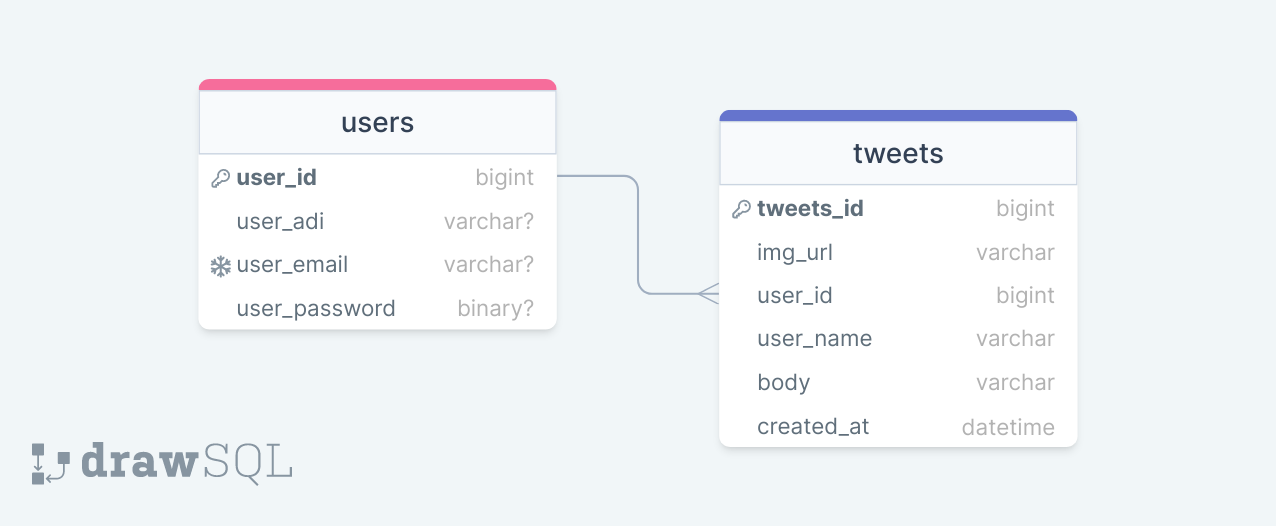 users
user_id bigint
user_adi varchar?
user_email varchar?
user_password binary?
tweets
tweets_id bigint
img_url varchar
user_id bigint
user_name varchar
body varchar
created_at datetime
drawSQL